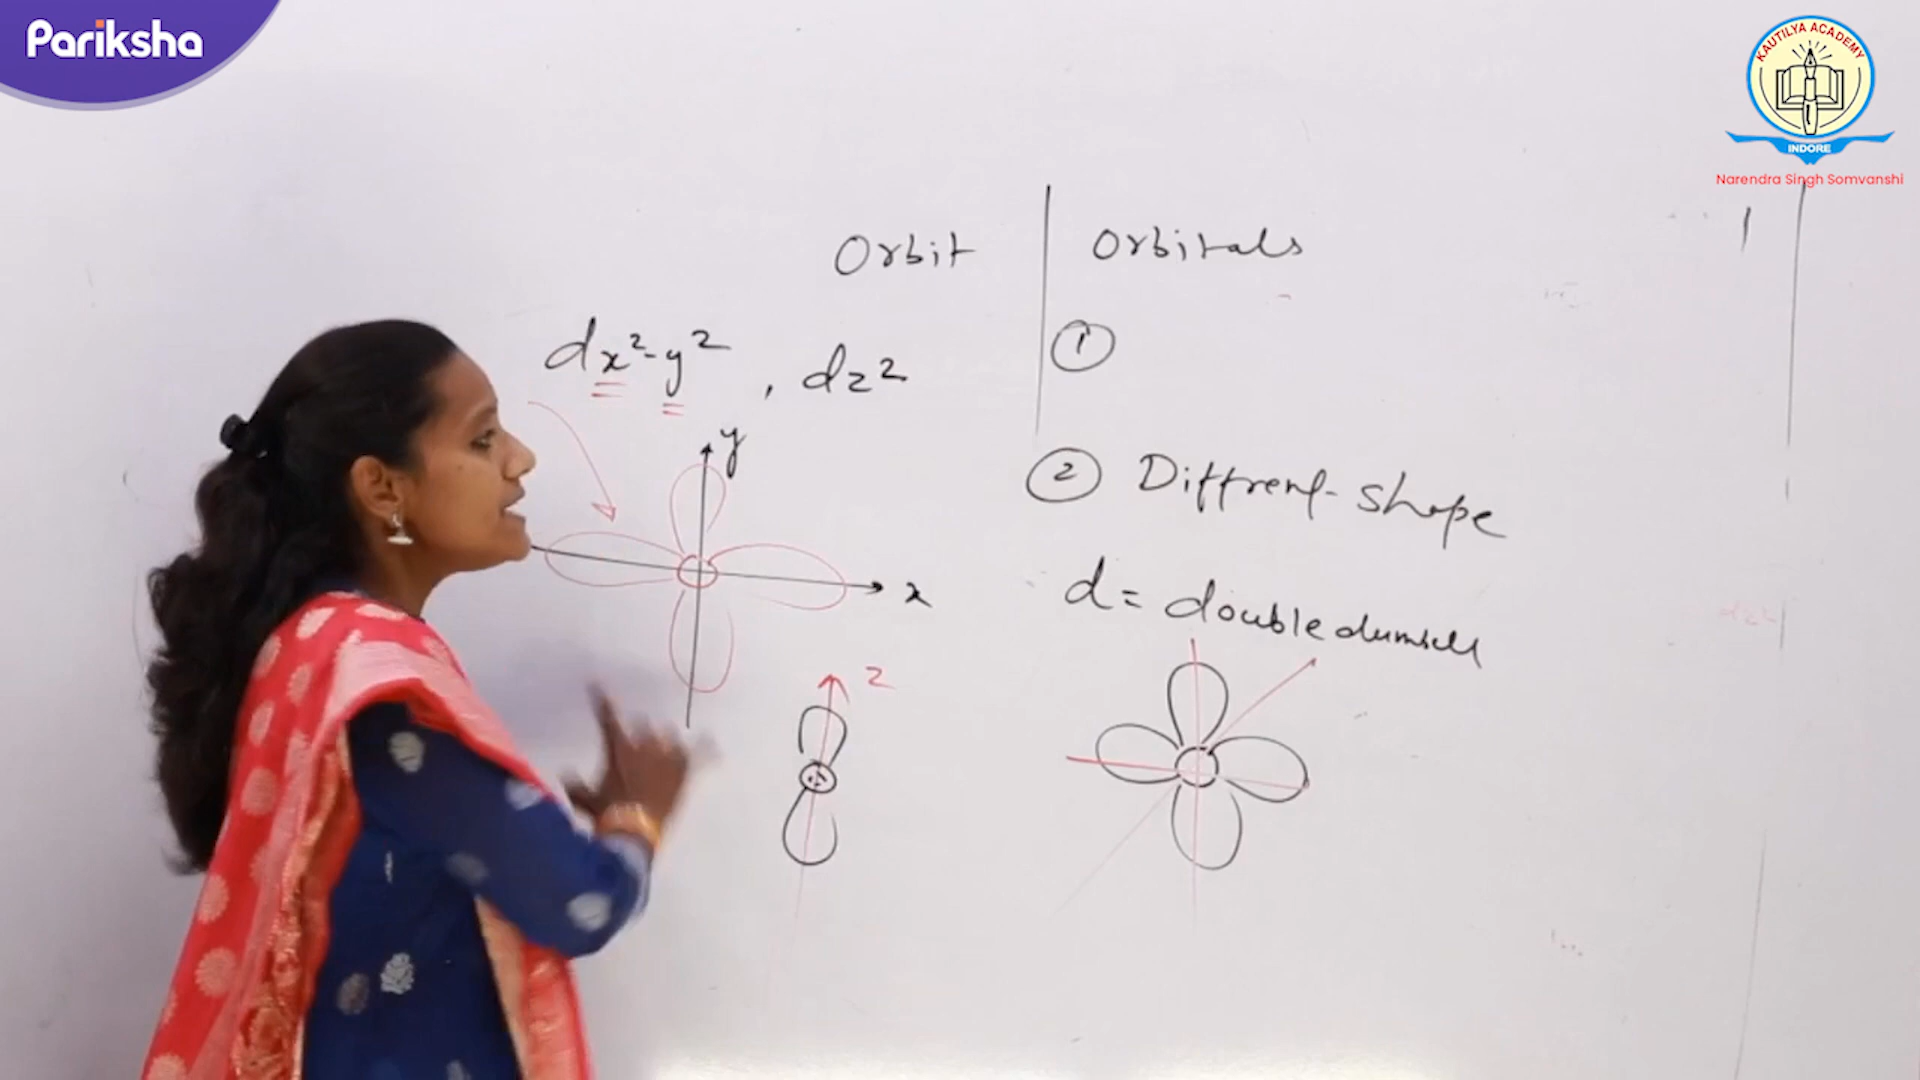 Pariksha
KAUTILYA ACADEMY
INDORE
Narendra Singh Somvanshi
Orbit
Orbitals
dx²-y² , dz²
①
y
② Diffrent shape
x
d = double dumbell
z